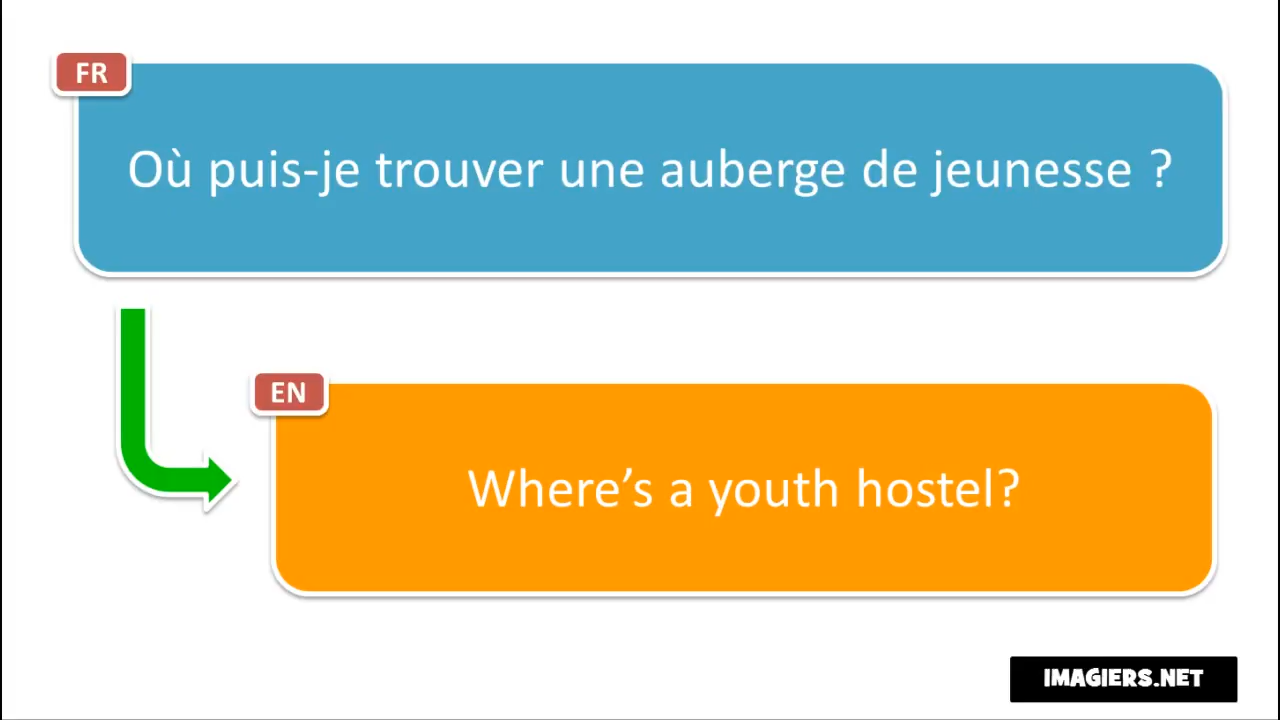 FR
Où puis-je trouver une auberge de jeunesse ?
EN
Where’s a youth hostel?
IMAGIERS.NET